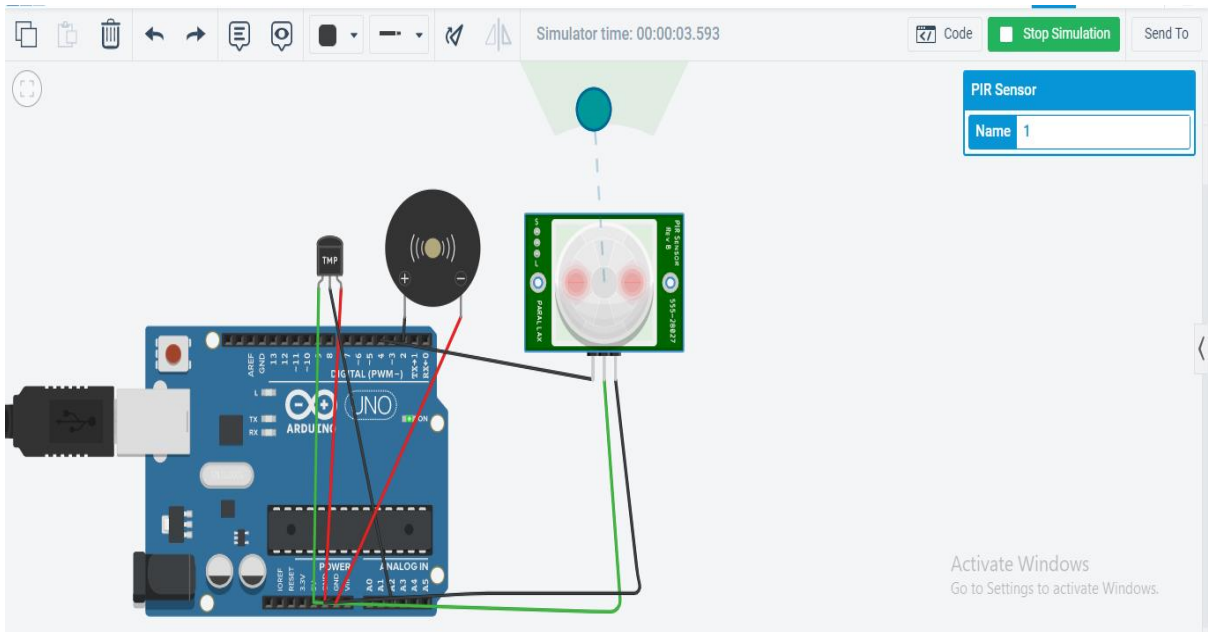 Simulator time: 00:00:03.593
Code
Stop Simulation
Send To
PIR Sensor
Name 1
TMP
+
−
S
L
PARALLAX
PIR SENSOR
Rev B
555-28027
AREF
GND
13
12
~11
~10
9
8
7
~6
~5
4
~3
2
TX→1
RX←0
DIGITAL (PWM~)
L
TX
RX
UNO
ARDUINO
ON
IOREF
RESET
3.3V
POWER
GND
ANALOG IN
A0
A1
A2
A3
A4
A5
Activate Windows
Go to Settings to activate Windows.